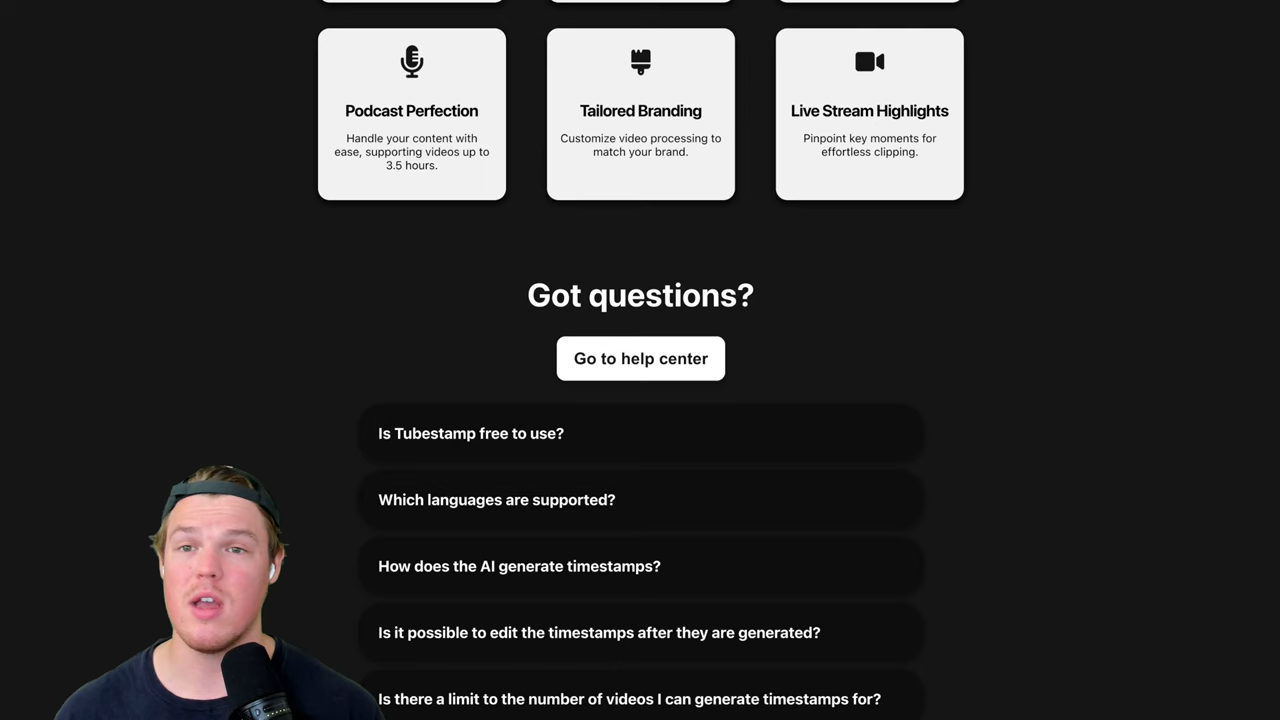 Podcast Perfection
Handle your content with
ease, supporting videos up to
3.5 hours.
Tailored Branding
Customize video processing to
match your brand.
Live Stream Highlights
Pinpoint key moments for
effortless clipping.
Got questions?
Go to help center
Is Tubestamp free to use?
Which languages are supported?
How does the AI generate timestamps?
Is it possible to edit the timestamps after they are generated?
Is there a limit to the number of videos I can generate timestamps for?